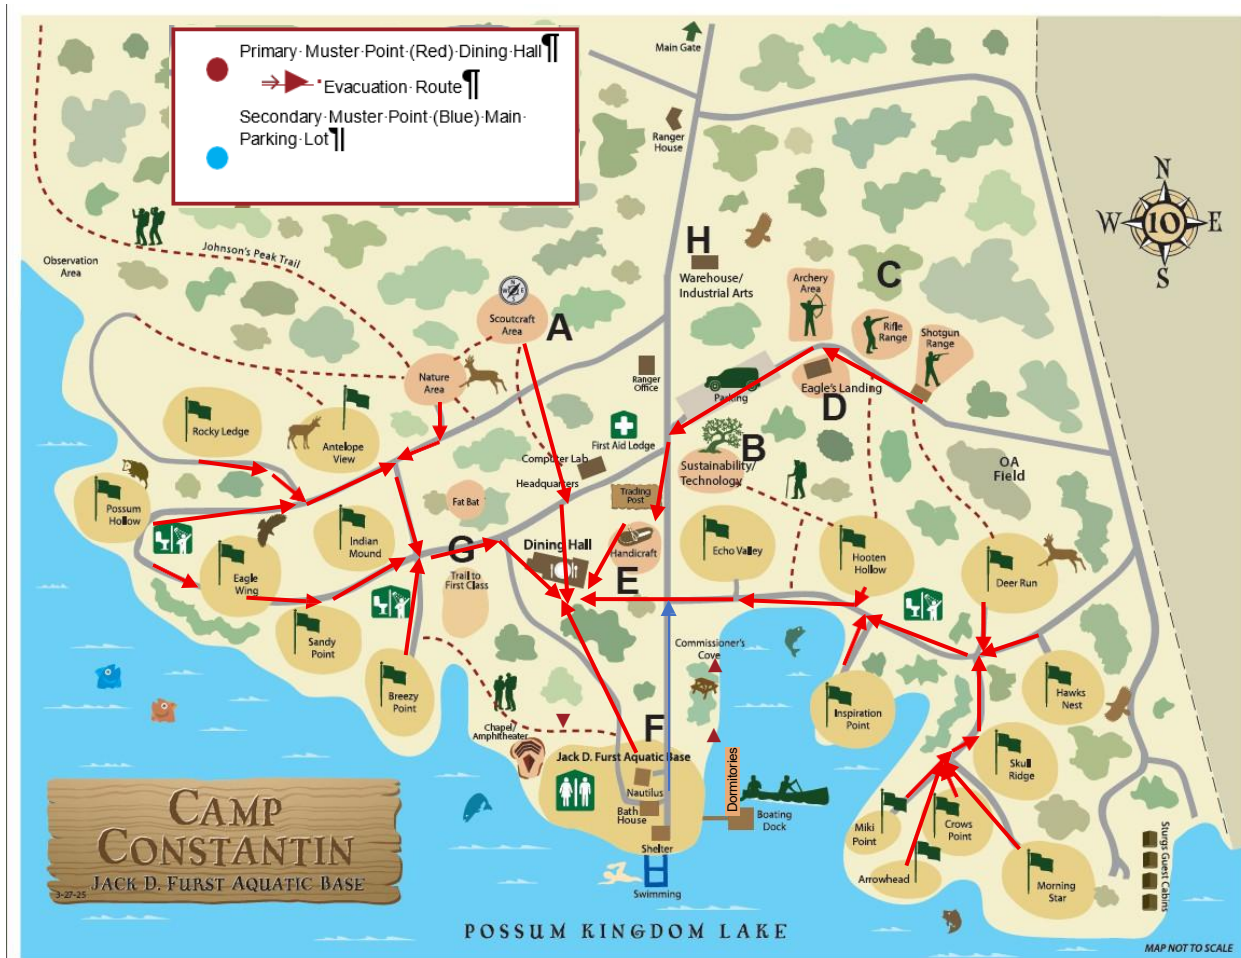 Primary·Muster·Point·(Red)·Dining·Hall¶
·Evacuation·Route¶
Secondary·Muster·Point·(Blue)·Main·
Parking·Lot¶
Main Gate
Ranger
House
N
W
10
E
S
Johnson's Peak Trail
Observation
Area
H
Warehouse/
Industrial Arts
Archery
Area
C
Rifle
Range
Shotgun
Range
N
W
E
S
Scoutcraft
Area
A
Nature
Area
Ranger
Office
Parking
Eagle's Landing
D
Rocky Ledge
Antelope
View
First Aid Lodge
B
Sustainability/
Technology
OA
Field
Computer Lab
Headquarters
Trading
Post
Possum
Hollow
Fat Bat
Indian
Mound
G
Dining Hall
Handicraft
Echo Valley
Hooten
Hollow
Deer Run
Eagle
Wing
Trail to
First Class
E
Sandy
Point
Commissioner's
Cove
Breezy
Point
Inspiration
Point
Hawks
Nest
Chapel/
Amphitheater
F
Jack D. Furst Aquatic Base
Nautilus
Bath
House
Dormitories
Boating
Dock
Skull
Ridge
Miki
Point
Crows
Point
Shelter
Arrowhead
Morning
Star
Sturgs Guest Cabins
Swimming
CAMP
CONSTANTIN
JACK D. FURST AQUATIC BASE
3-27-25
POSSUM KINGDOM LAKE
MAP NOT TO SCALE